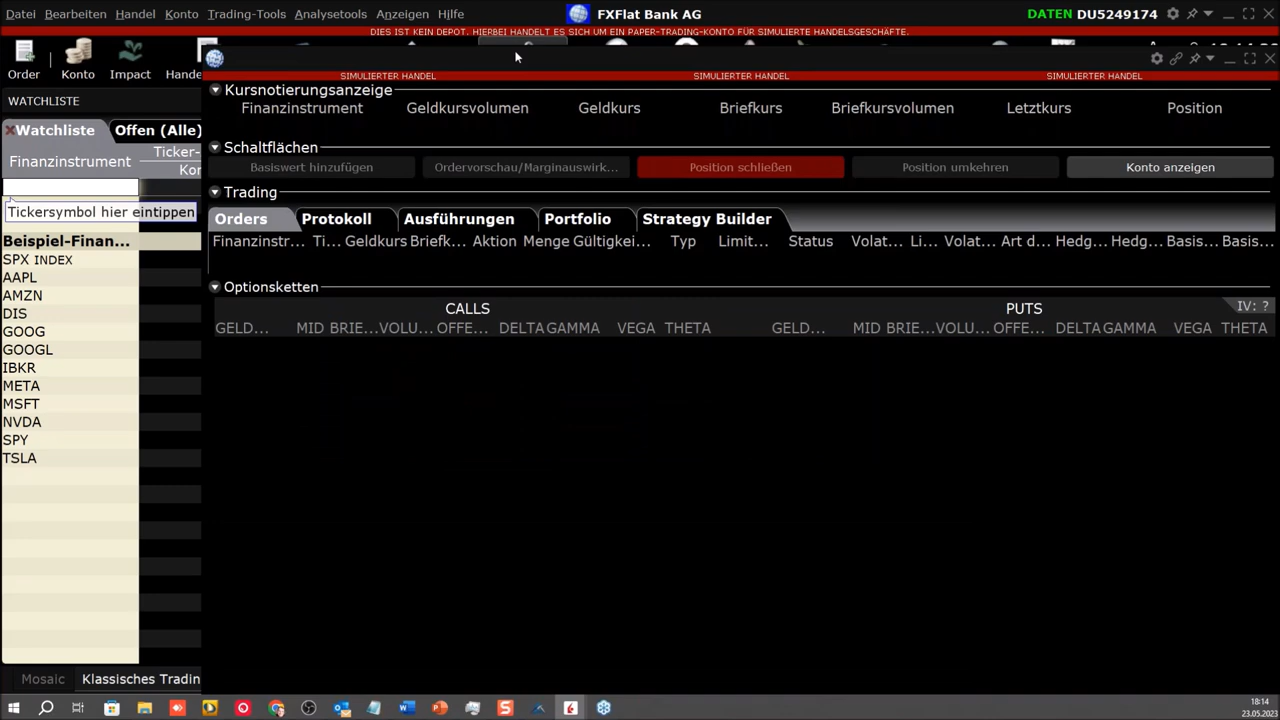 Datei Bearbeiten Handel Konto Trading-Tools Analysetools Anzeigen Hilfe FXFlat Bank AG DATEN DU5249174
DIES IST KEIN DEPOT. HIERBEI HANDELT ES SICH UM EIN PAPER-TRADING-KONTO FÜR SIMULIERTE HANDELSGESCHÄFTE.
Order Konto Impact Hande
SIMULIERTER HANDEL SIMULIERTER HANDEL SIMULIERTER HANDEL
WATCHLISTE
Watchliste Offen (Alle)
Finanzinstrument Ticker-
Kor
Tickersymbol hier eintippen
Beispiel-Finan...
SPX INDEX
AAPL
AMZN
DIS
GOOG
GOOGL
IBKR
META
MSFT
NVDA
SPY
TSLA
Mosaic Klassisches Tradin
Kursnotierungsanzeige
Finanzinstrument Geldkursvolumen Geldkurs Briefkurs Briefkursvolumen Letztkurs Position
Schaltflächen
Basiswert hinzufügen Ordervorschau/Marginauswirk... Position schließen Position umkehren Konto anzeigen
Trading
Orders Protokoll Ausführungen Portfolio Strategy Builder
Finanzinstr... Ti... Geldkurs Briefk... Aktion Menge Gültigkei... Typ Limit... Status Volat... Li... Volat... Art d... Hedg... Hedg... Basis... Basis...
Optionsketten
CALLS PUTS IV: ?
GELD... MID BRIE... VOLU... OFFE... DELTA GAMMA VEGA THETA GELD... MID BRIE... VOLU... OFFE... DELTA GAMMA VEGA THETA
18:14
23.05.2023